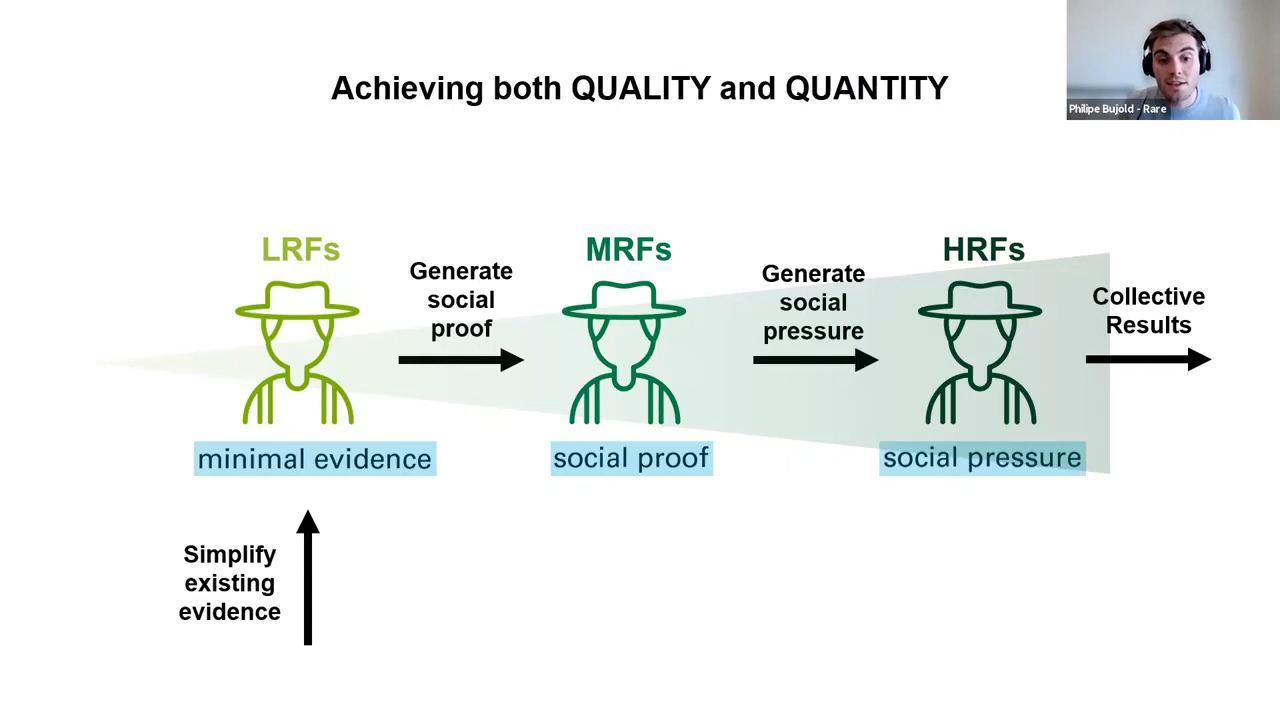 Achieving both QUALITY and QUANTITY
Philipe Bujold - Rare
LRFs
Generate
social
proof
MRFs
Generate
social
pressure
HRFs
Collective
Results
minimal evidence
social proof
social pressure
Simplify
existing
evidence